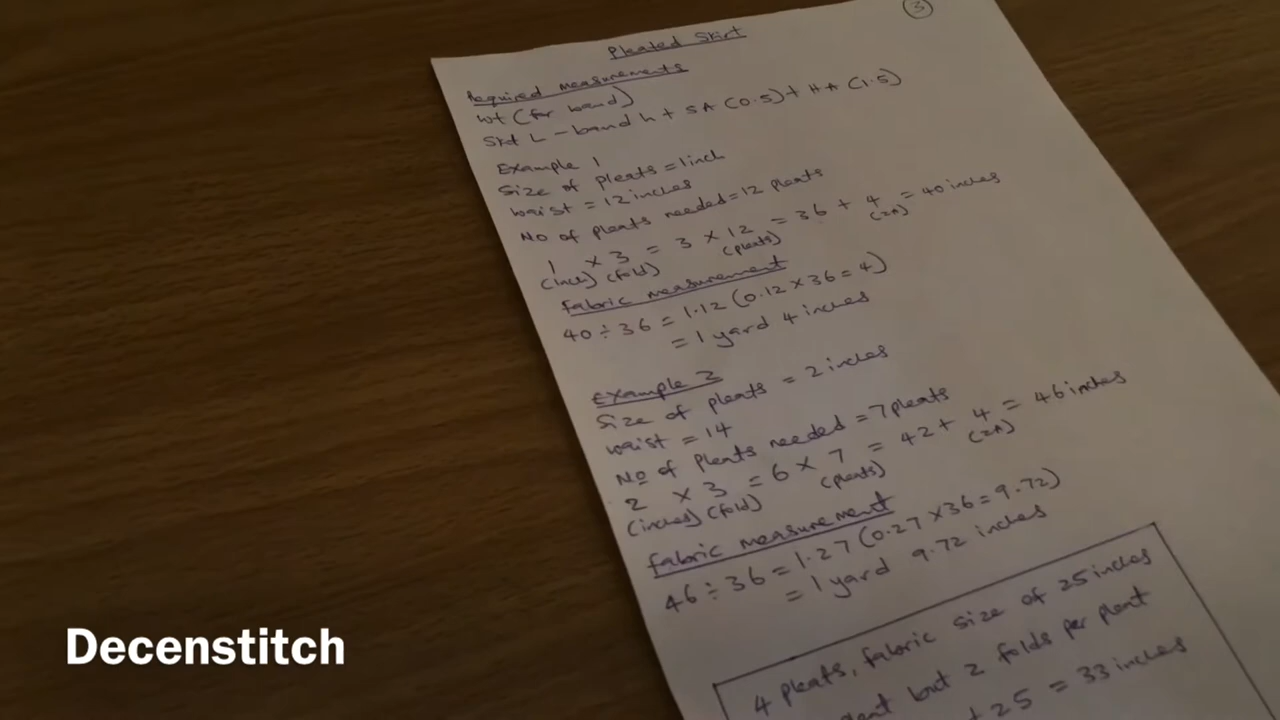 3
Pleated Skirt
Required measurements
Wt (for band)
Skt L - band h + SA (0.5) + HA (1.5)
Example 1
Size of pleats = 1inch
Waist = 12 inches
No of pleats needed = 12 pleats
1 x 3 = 3 x 12 = 36 + 4 = 40 inches
(inch) (fold) (pleats) (SA)
fabric measurement
40 ÷ 36 = 1.12 (0.12 x 36 = 4)
= 1 yard 4 inches
Example 2
Size of pleats = 2 inches
Waist = 14
No of pleats needed = 7 pleats
2 x 3 = 6 x 7 = 42 + 4 = 46 inches
(inches) (fold) (pleats) (SA)
fabric measurement
46 ÷ 36 = 1.27 (0.27 x 36 = 9.72)
= 1 yard 9.72 inches
4 pleats, fabric size of 25 inches
but 2 folds per pleat
+ 25 = 33 inches
Decenstitch